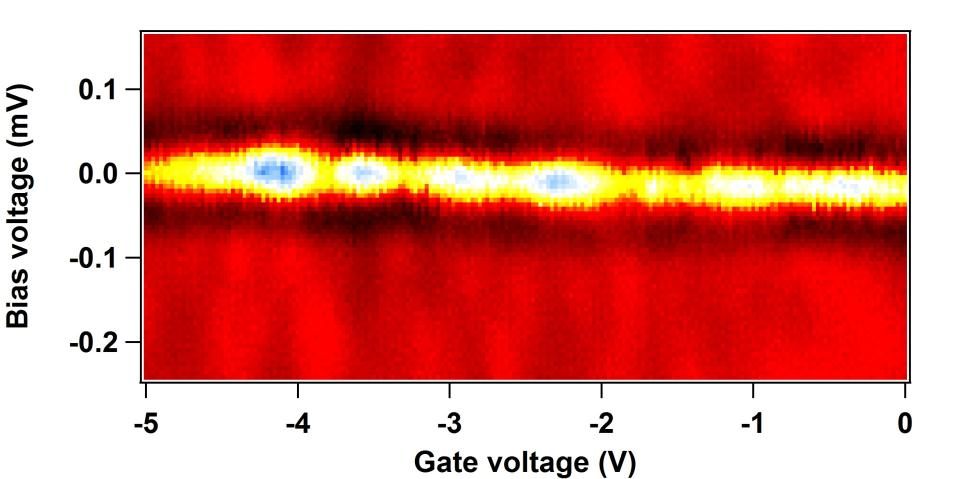 Bias voltage (mV)
0.1
0.0
-0.1
-0.2
-5 -4 -3 -2 -1 0
Gate voltage (V)